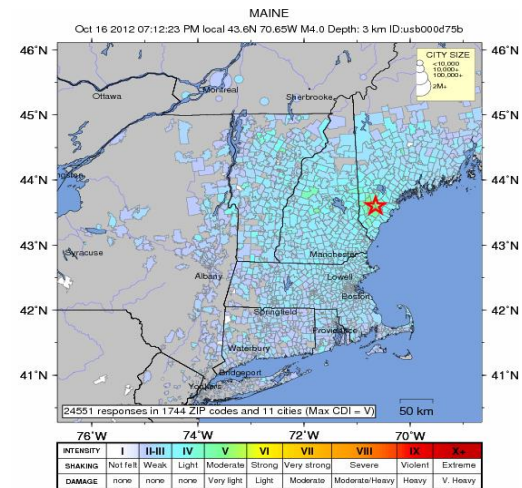 MAINE
Oct 16 2012 07:12:23 PM local 43.6N 70.65W M4.0 Depth: 3 km ID:usb000d75b
46°N
45°N
44°N
43°N
42°N
41°N
CITY SIZE
<10,000
10,000+
100,000+
2M+
46°N
45°N
44°N
43°N
42°N
41°N
Ottawa
Montreal
Sherbrooke
Syracuse
Albany
Manchester
Lowell
Boston
Springfield
Providence
Waterbury
Bridgeport
Yonkers
24551 responses in 1744 ZIP codes and 11 cities (Max CDI = V)
50 km
76°W 74°W 72°W 70°W
INTENSITY I II-III IV V VI VII VIII IX X+
SHAKING Not felt Weak Light Moderate Strong Very strong Severe Violent Extreme
DAMAGE none none none Very light Light Moderate Moderate/Heavy Heavy V. Heavy